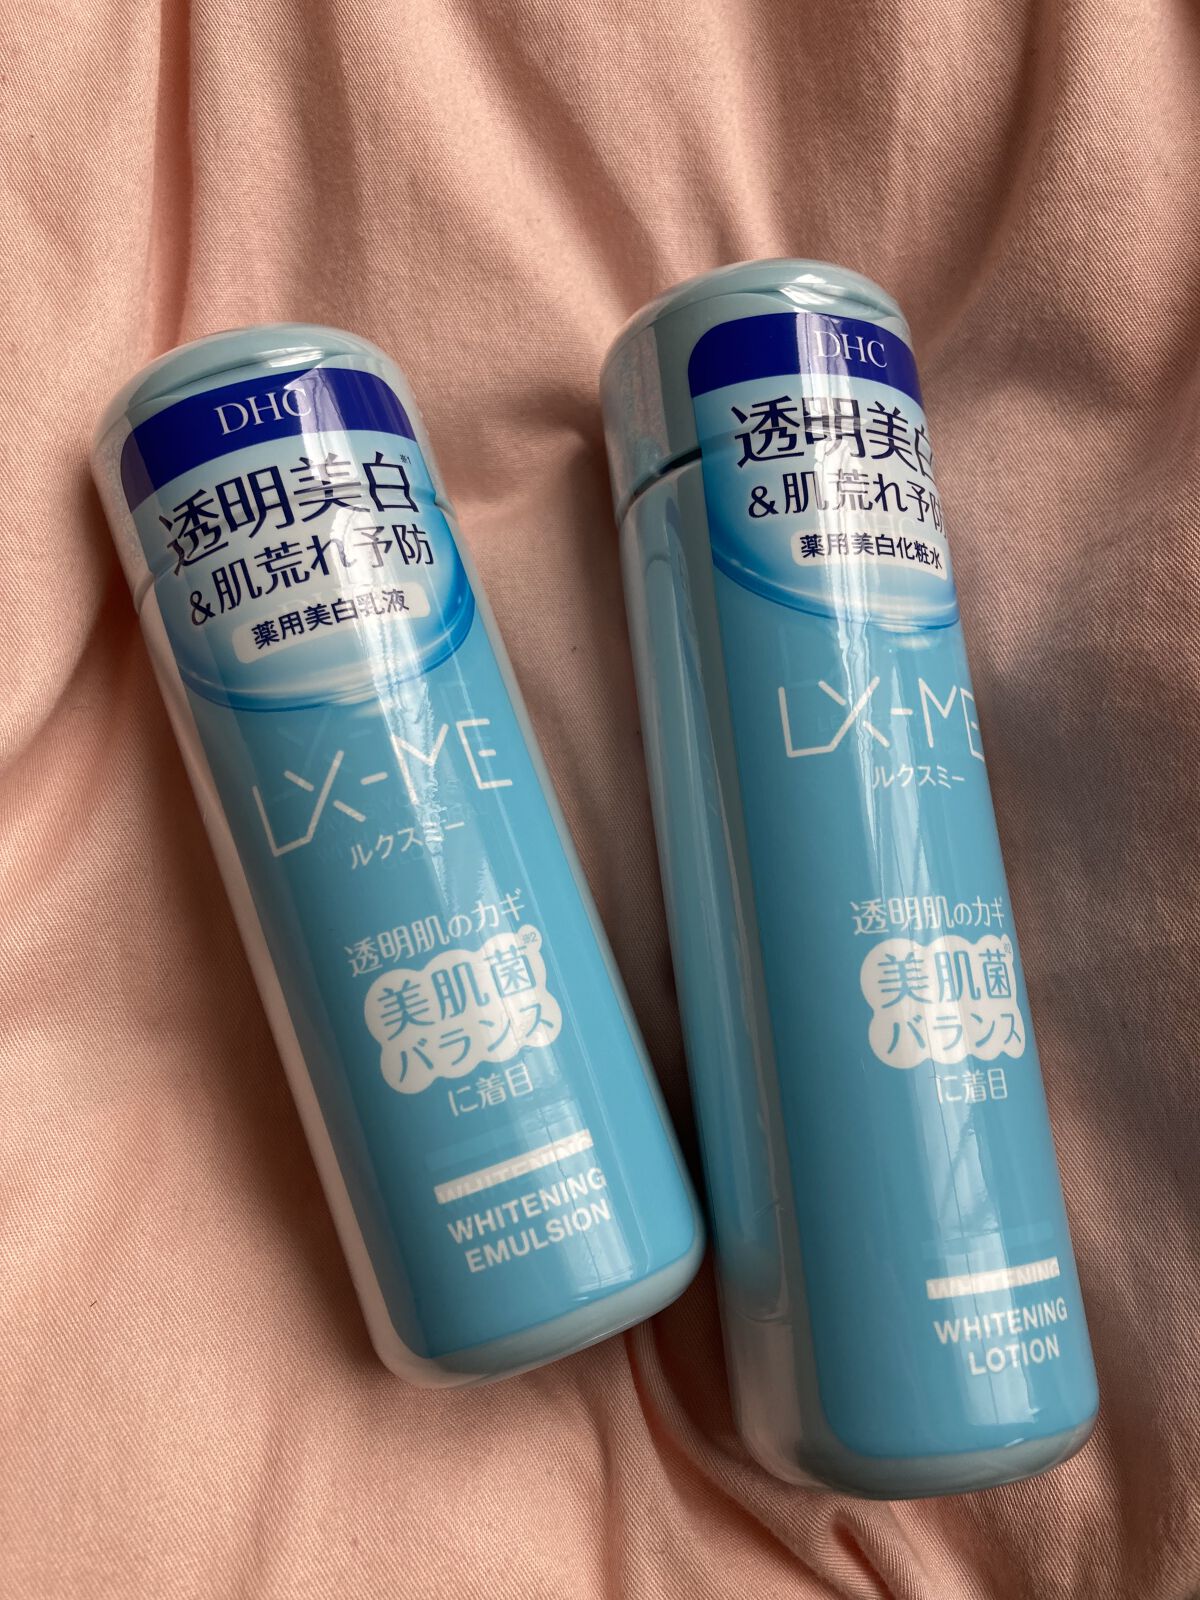 DHC
透明美白※1
&肌荒れ予防
薬用美白乳液
LX-ME
ルクスミー
透明肌のカギ
美肌菌※2
バランス
に着目
WHITENING
WHITENING
EMULSION
DHC
透明美白
&肌荒れ予防
薬用美白化粧水
LX-ME
ルクスミー
透明肌のカギ
美肌菌
バランス
に着目
WHITENING
WHITENING
LOTION